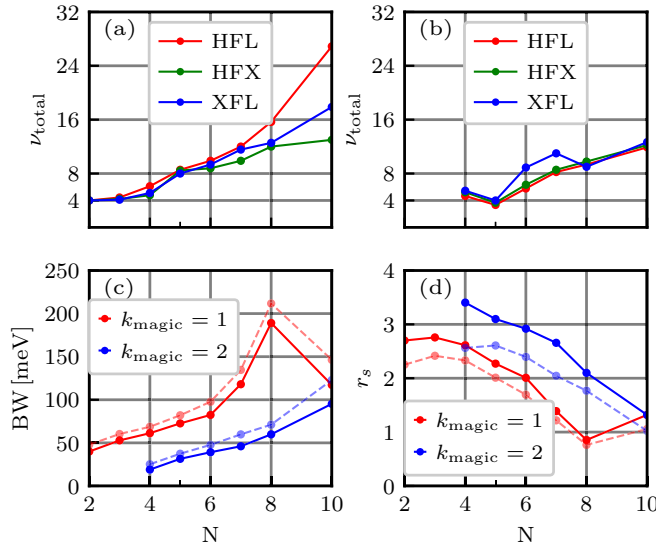 (a)
HFL
HFX
XFL
ν_total
32
24
16
8
4
(b)
HFL
HFX
XFL
ν_total
32
24
16
8
4
(c)
k_magic = 1
k_magic = 2
BW [meV]
250
200
150
100
50
0
2 4 6 8 10
N
(d)
k_magic = 1
k_magic = 2
r_s
4
3
2
1
0
2 4 6 8 10
N